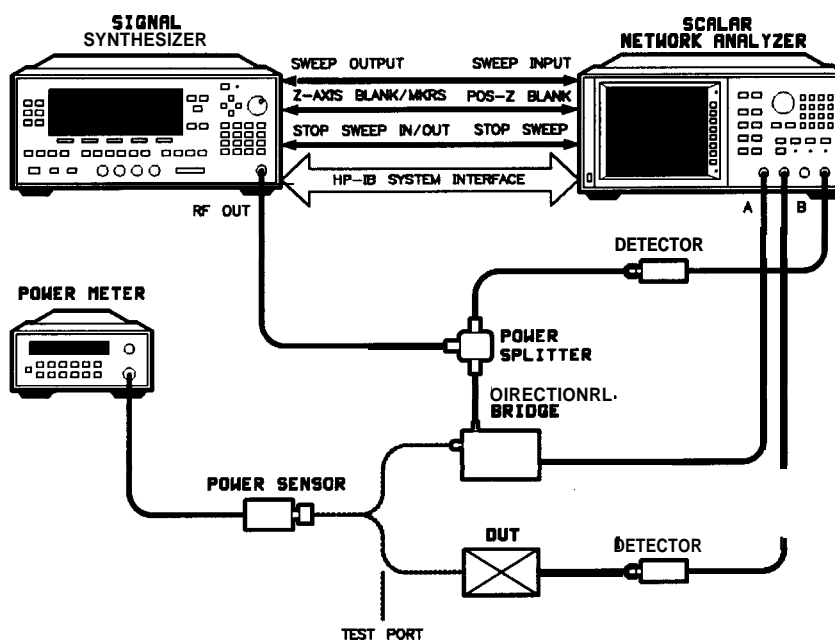 SIGNAL
SYNTHESIZER
SCALAR
NETWORK ANALYZER
SWEEP OUTPUT SWEEP INPUT
Z-AXIS BLANK/MKRS POS-Z BLANK
STOP SWEEP IN/OUT STOP SWEEP
HP-IB SYSTEM INTERFACE
RF OUT
A B
DETECTOR
POWER METER
POWER
SPLITTER
OIRECTIONRL.
BRIDGE
POWER SENSOR
DUT
DETECTOR
TEST PORT